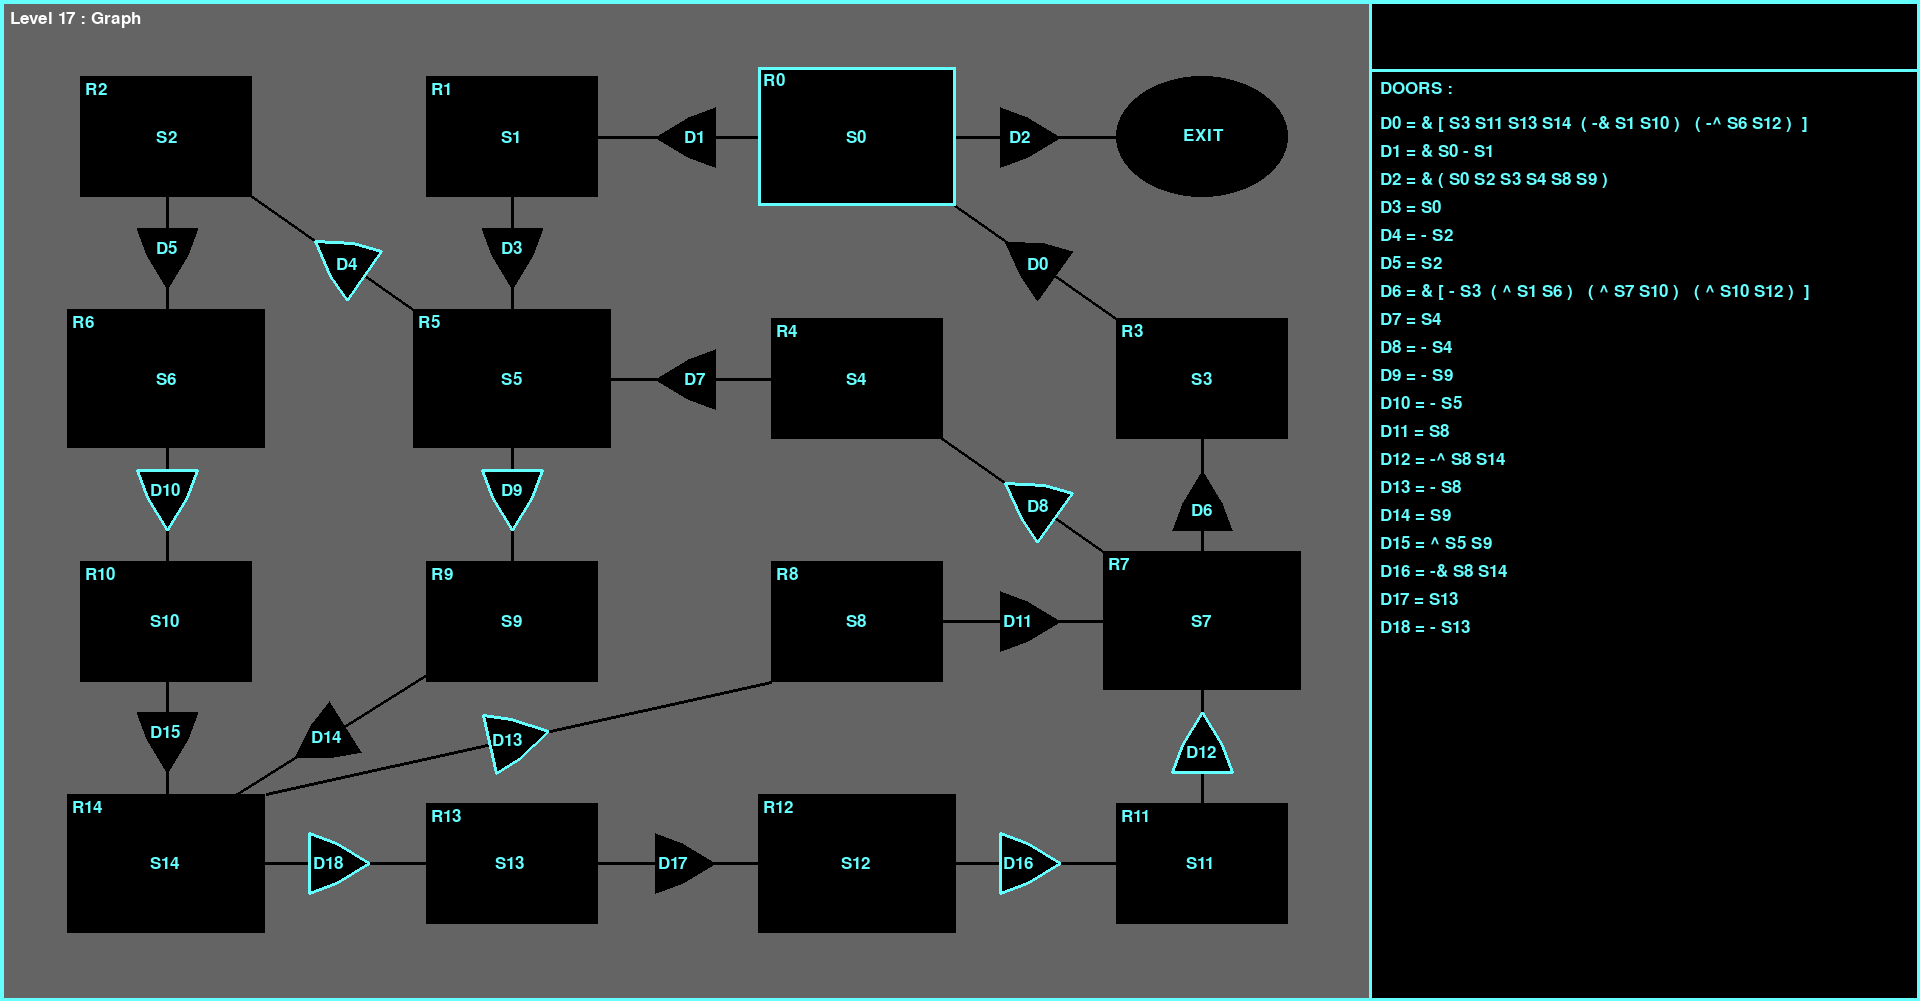 Level 17 : Graph
R2
S2
R1
S1
D1
R0
S0
D2
EXIT
D5
D4
D3
D0
R6
S6
R5
S5
D7
R4
S4
R3
S3
D10
D9
D8
D6
R10
S10
R9
S9
R8
S8
D11
R7
S7
D15
D14
D13
D12
R14
S14
D18
R13
S13
D17
R12
S12
D16
R11
S11
DOORS :
D0 = & [ S3 S11 S13 S14 ( -& S1 S10 ) ( -^ S6 S12 ) ]
D1 = & S0 - S1
D2 = & ( S0 S2 S3 S4 S8 S9 )
D3 = S0
D4 = - S2
D5 = S2
D6 = & [ - S3 ( ^ S1 S6 ) ( ^ S7 S10 ) ( ^ S10 S12 ) ]
D7 = S4
D8 = - S4
D9 = - S9
D10 = - S5
D11 = S8
D12 = -^ S8 S14
D13 = - S8
D14 = S9
D15 = ^ S5 S9
D16 = -& S8 S14
D17 = S13
D18 = - S13